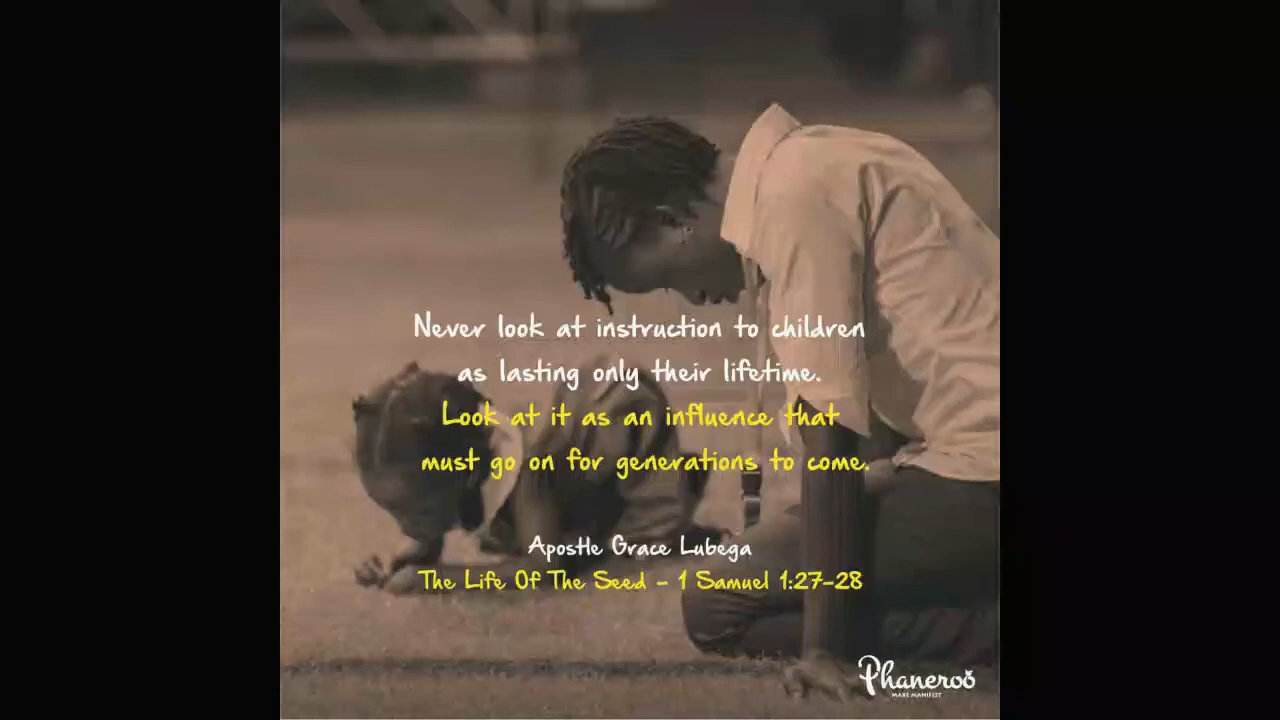 Never look at instruction to children
as lasting only their lifetime.
Look at it as an influence that
must go on for generations to come.
Apostle Grace Lubega
The Life Of The Seed - 1 Samuel 1:27-28
Phaneroo
MAKE MANIFEST